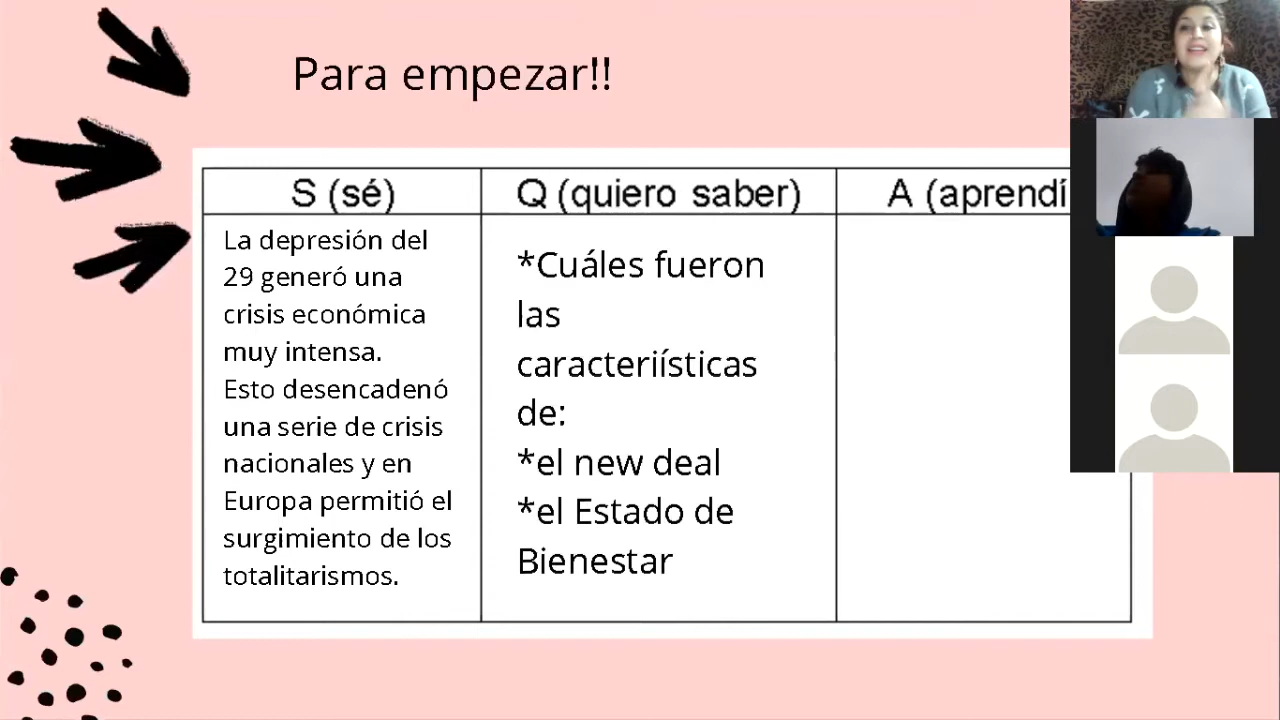 Para empezar!!
S (sé)
Q (quiero saber)
A (aprendí
La depresión del
29 generó una
crisis económica
muy intensa.
Esto desencadenó
una serie de crisis
nacionales y en
Europa permitió el
surgimiento de los
totalitarismos.
*Cuáles fueron
las
caracteriísticas
de:
*el new deal
*el Estado de
Bienestar